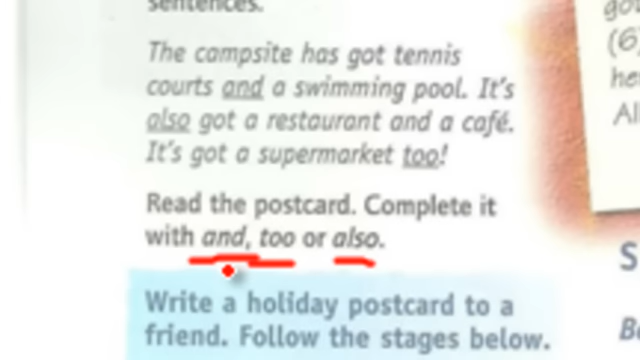 sentences.
The campsite has got tennis
courts and a swimming pool. It's
also got a restaurant and a café.
It's got a supermarket too!
Read the postcard. Complete it
with and, too or also.
Write a holiday postcard to a
friend. Follow the stages below.
(6)